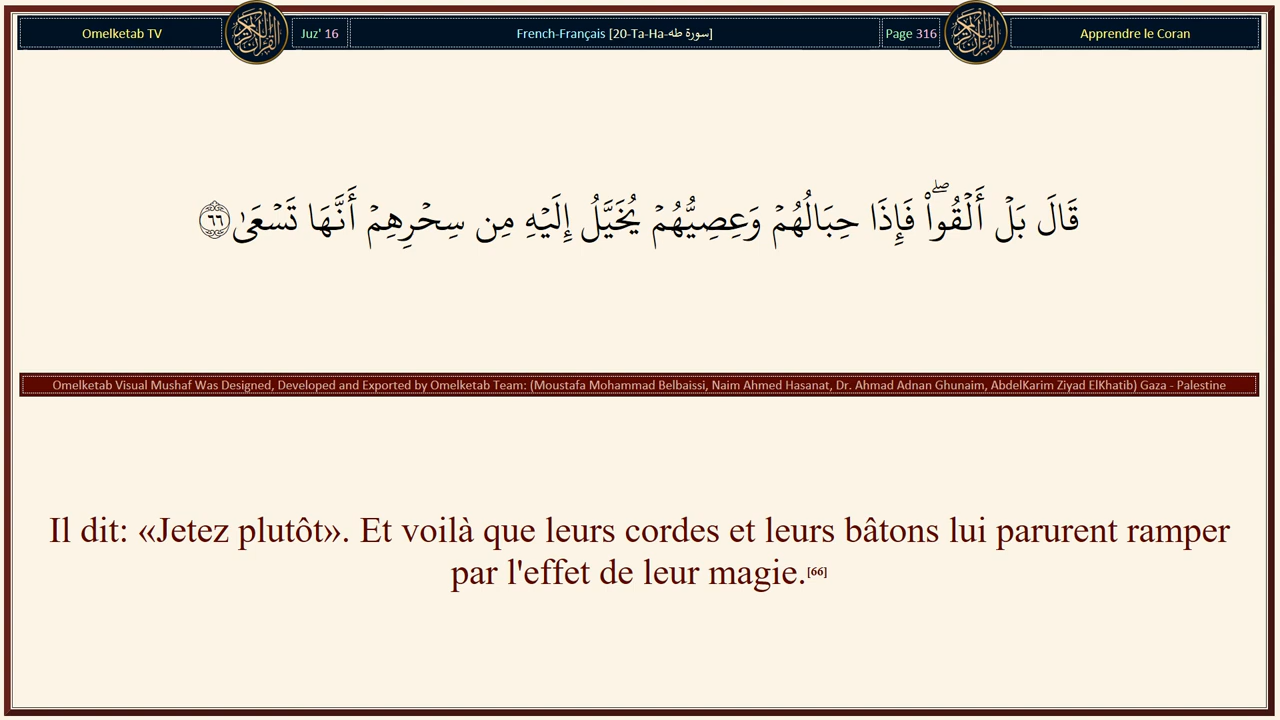 Omelketab TV
Juz' 16
French-Français [20-Ta-Ha-سورة طه]
Page 316
Apprendre le Coran
قَالَ بَلۡ أَلۡقُواْۖ فَإِذَا حِبَالُهُمۡ وَعِصِيُّهُمۡ يُخَيَّلُ إِلَيۡهِ مِن سِحۡرِهِمۡ أَنَّهَا تَسۡعَىٰ ٦٦
Omelketab Visual Mushaf Was Designed, Developed and Exported by Omelketab Team: (Moustafa Mohammad Belbaissi, Naim Ahmed Hasanat, Dr. Ahmad Adnan Ghunaim, AbdelKarim Ziyad ElKhatib) Gaza - Palestine
Il dit: «Jetez plutôt». Et voilà que leurs cordes et leurs bâtons lui parurent ramper
par l'effet de leur magie.[66]